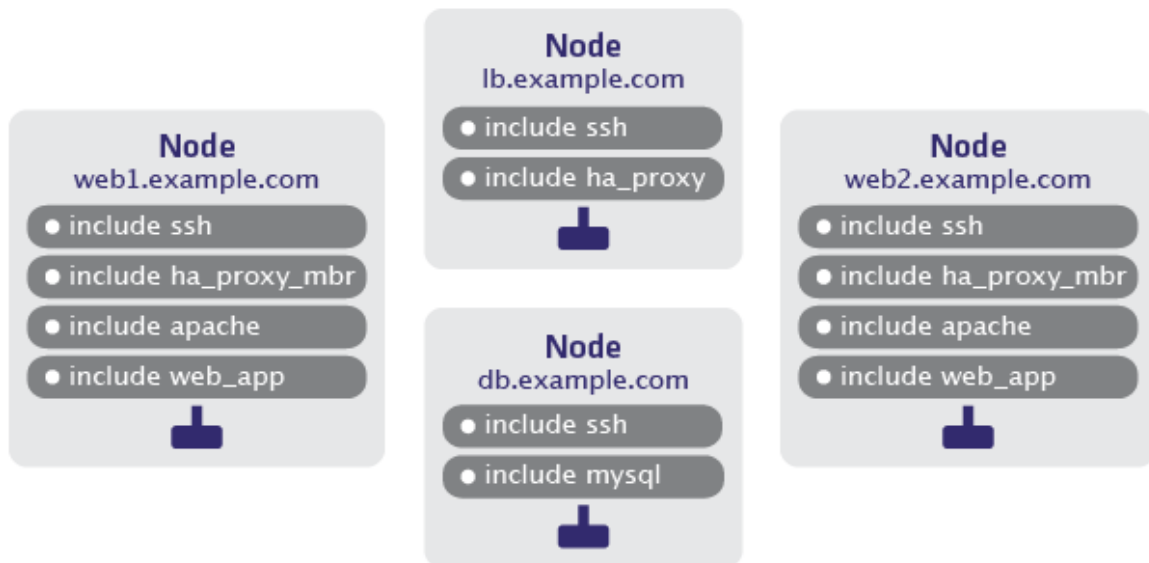 Node
web1.example.com
include ssh
include ha_proxy_mbr
include apache
include web_app
Node
lb.example.com
include ssh
include ha_proxy
Node
db.example.com
include ssh
include mysql
Node
web2.example.com
include ssh
include ha_proxy_mbr
include apache
include web_app